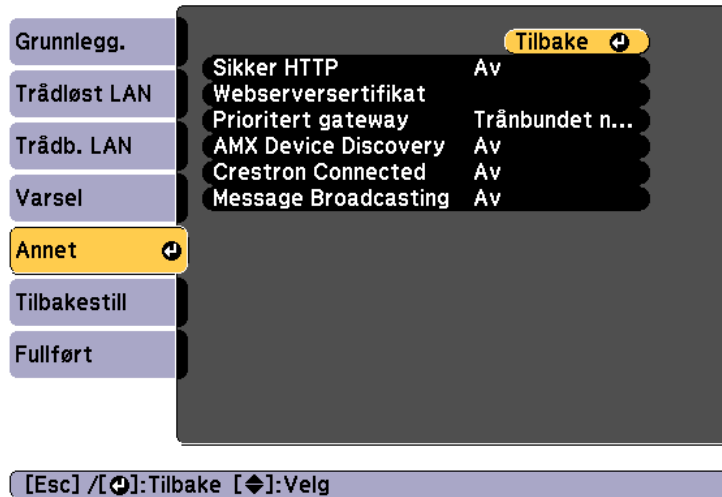 Grunnlegg.
Trådløst LAN
Trådb. LAN
Varsel
Annet
Tilbakestill
Fullført
Tilbake
Sikker HTTP Av
Webserversertifikat
Prioritert gateway Trånbundet n...
AMX Device Discovery Av
Crestron Connected Av
Message Broadcasting Av
[Esc] /[⏎]:Tilbake [◆]:Velg